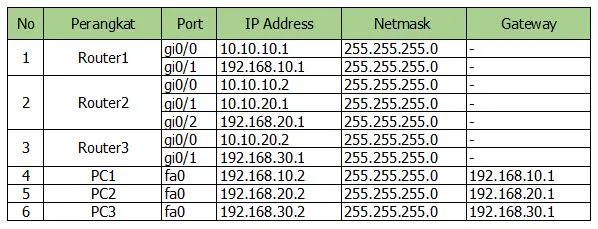 No Perangkat Port IP Address Netmask Gateway
1 Router1 gi0/0 10.10.10.1 255.255.255.0 -
gi0/1 192.168.10.1 255.255.255.0 -
2 Router2 gi0/0 10.10.10.2 255.255.255.0 -
gi0/1 10.10.20.1 255.255.255.0 -
gi0/2 192.168.20.1 255.255.255.0 -
3 Router3 gi0/0 10.10.20.2 255.255.255.0 -
gi0/1 192.168.30.1 255.255.255.0 -
4 PC1 fa0 192.168.10.2 255.255.255.0 192.168.10.1
5 PC2 fa0 192.168.20.2 255.255.255.0 192.168.20.1
6 PC3 fa0 192.168.30.2 255.255.255.0 192.168.30.1